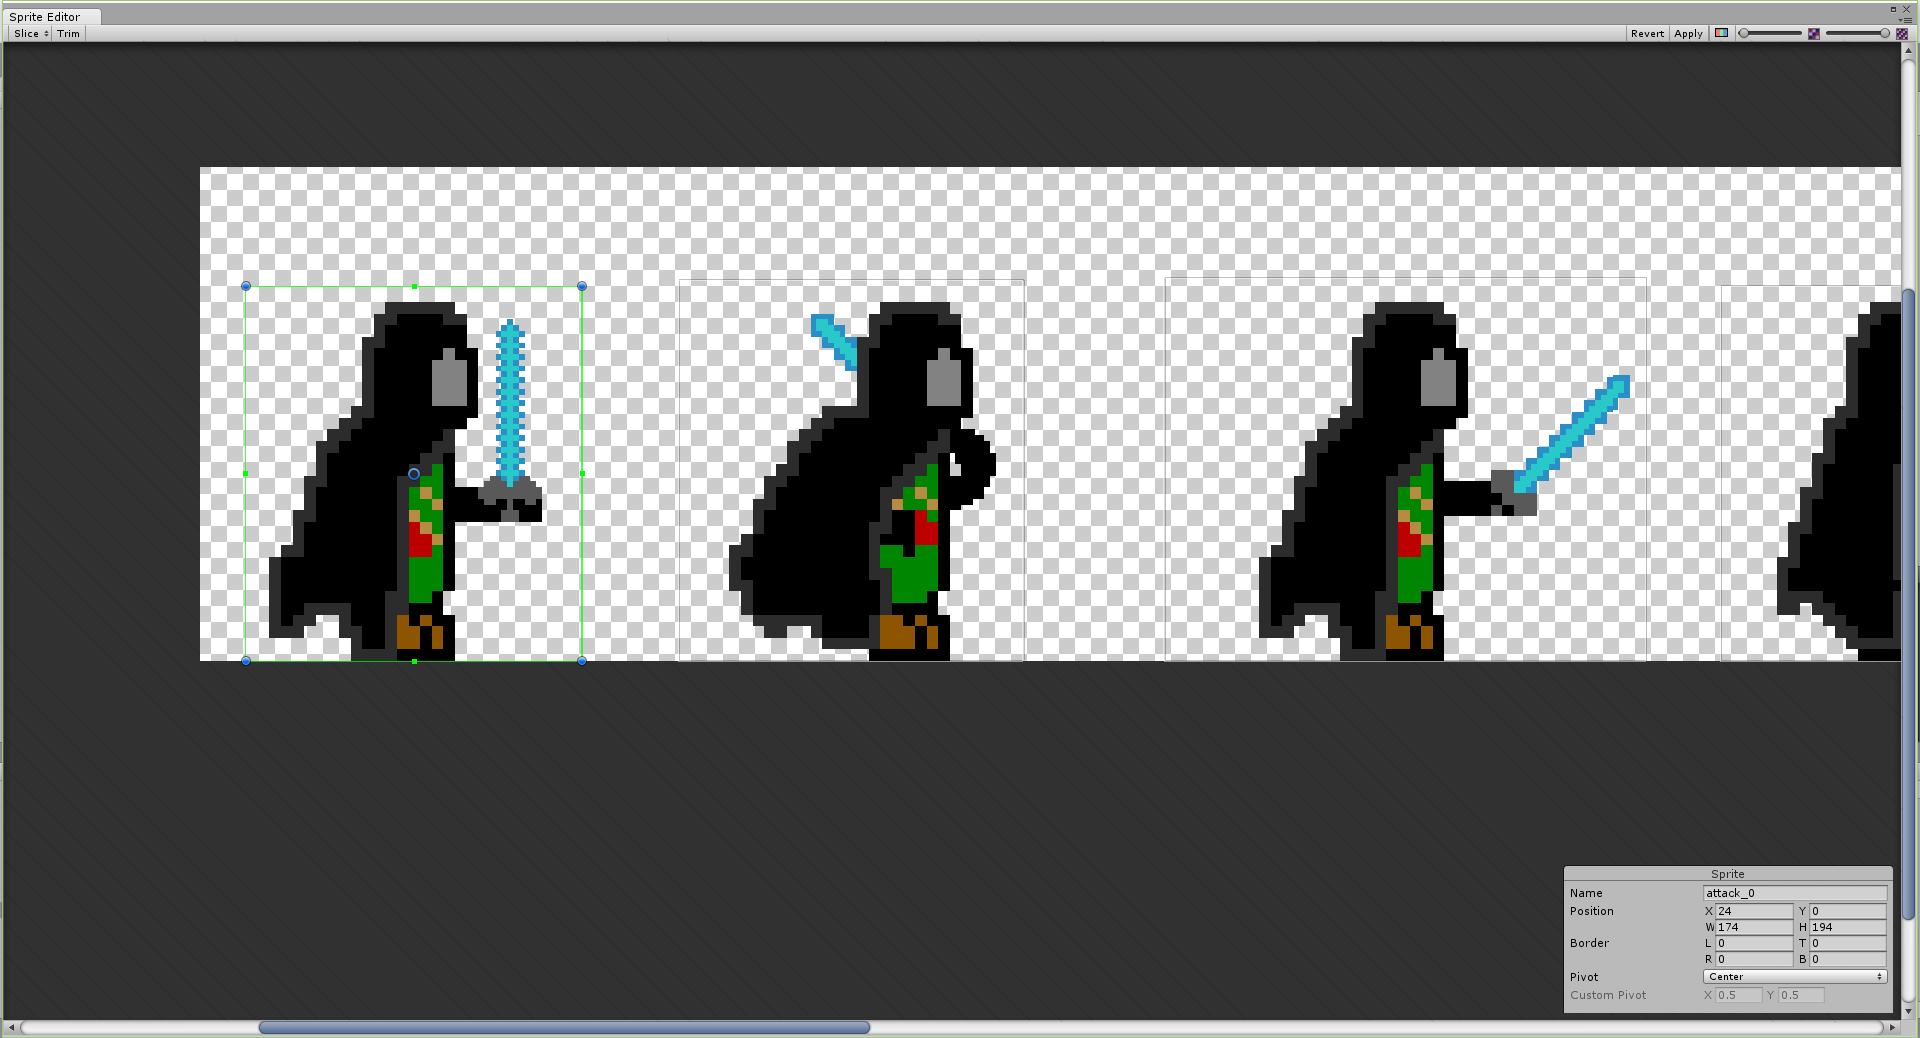 Sprite Editor
Slice Trim Revert Apply
Sprite
Name attack_0
Position X 24 Y 0
W 174 H 194
Border L 0 T 0
R 0 B 0
Pivot Center
Custom Pivot X 0.5 Y 0.5